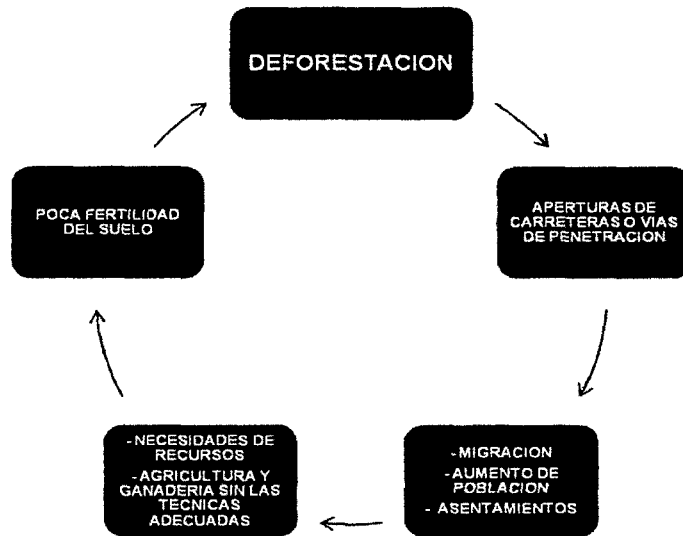 DEFORESTACION
APERTURAS DE
CARRETERAS O VIAS
DE PENETRACION
- MIGRACION
- AUMENTO DE
POBLACION
- ASENTAMIENTOS
- NECESIDADES DE
RECURSOS
- AGRICULTURA Y
GANADERIA SIN LAS
TECNICAS
ADECUADAS
POCA FERTILIDAD
DEL SUELO